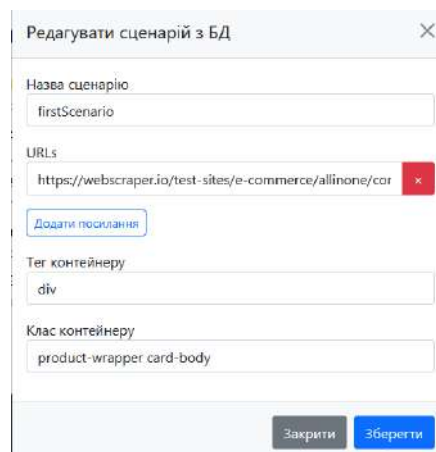 Редагувати сценарій з БД
Назва сценарію
firstScenario
URLs
https://webscraper.io/test-sites/e-commerce/allinone/cor
Додати посилання
Тег контейнеру
div
Клас контейнеру
product-wrapper card-body
Закрити Зберегти